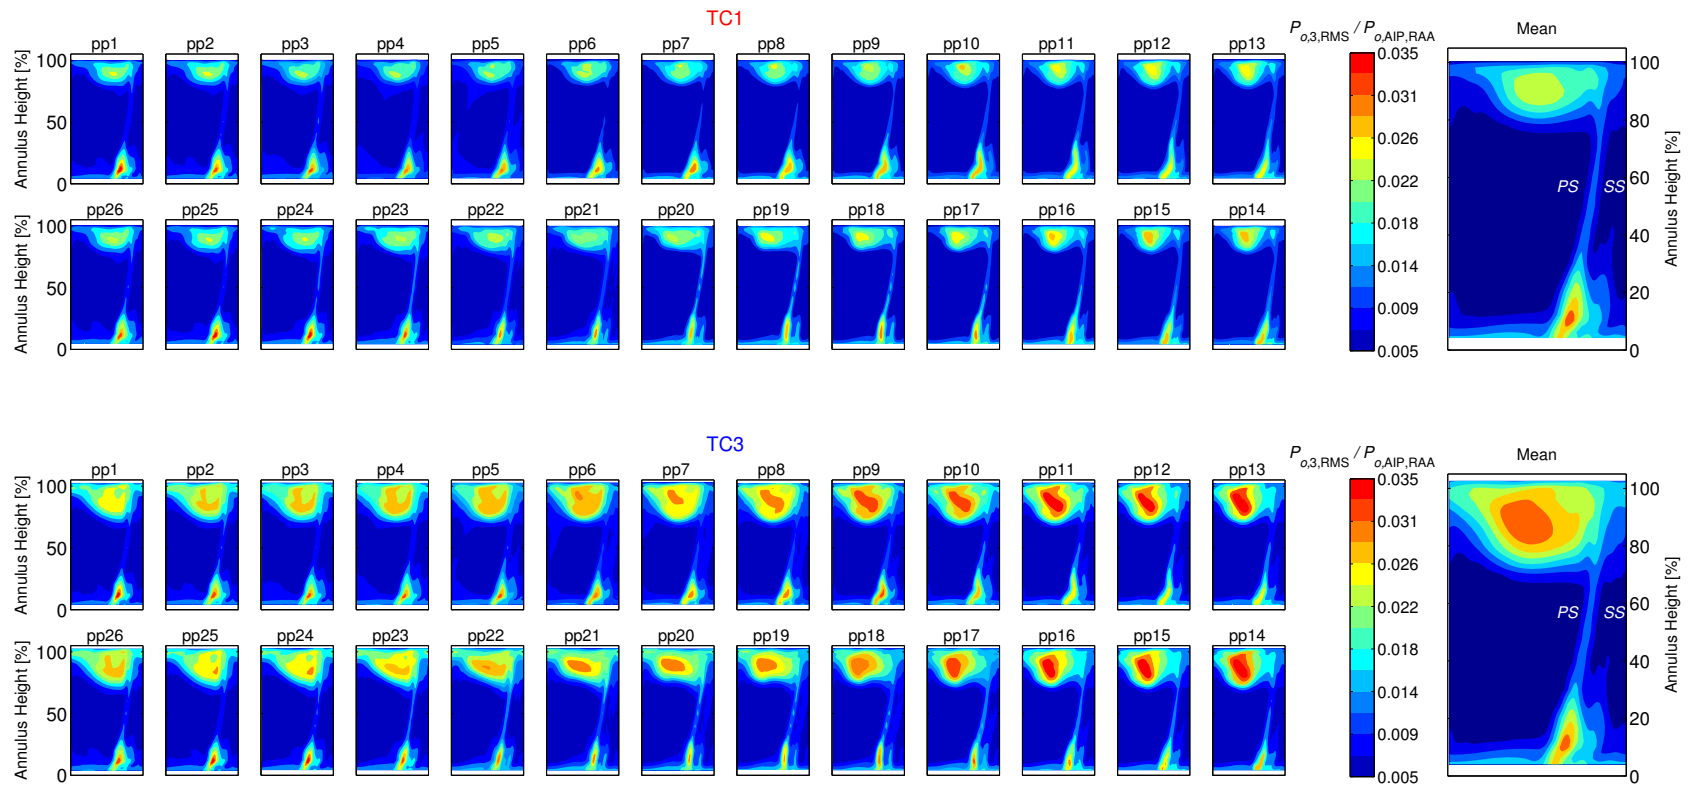 TC1
P_{o,3,RMS} / P_{o,AIP,RAA}
Mean
pp1 pp2 pp3 pp4 pp5 pp6 pp7 pp8 pp9 pp10 pp11 pp12 pp13
Annulus Height [%]
100
50
0
pp26 pp25 pp24 pp23 pp22 pp21 pp20 pp19 pp18 pp17 pp16 pp15 pp14
Annulus Height [%]
100
50
0
0.035
0.031
0.026
0.022
0.018
0.014
0.009
0.005
PS SS
100
80
60
40
20
0
Annulus Height [%]
TC3
P_{o,3,RMS} / P_{o,AIP,RAA}
Mean
pp1 pp2 pp3 pp4 pp5 pp6 pp7 pp8 pp9 pp10 pp11 pp12 pp13
Annulus Height [%]
100
50
0
pp26 pp25 pp24 pp23 pp22 pp21 pp20 pp19 pp18 pp17 pp16 pp15 pp14
Annulus Height [%]
100
50
0
0.035
0.031
0.026
0.022
0.018
0.014
0.009
0.005
PS SS
100
80
60
40
20
0
Annulus Height [%]